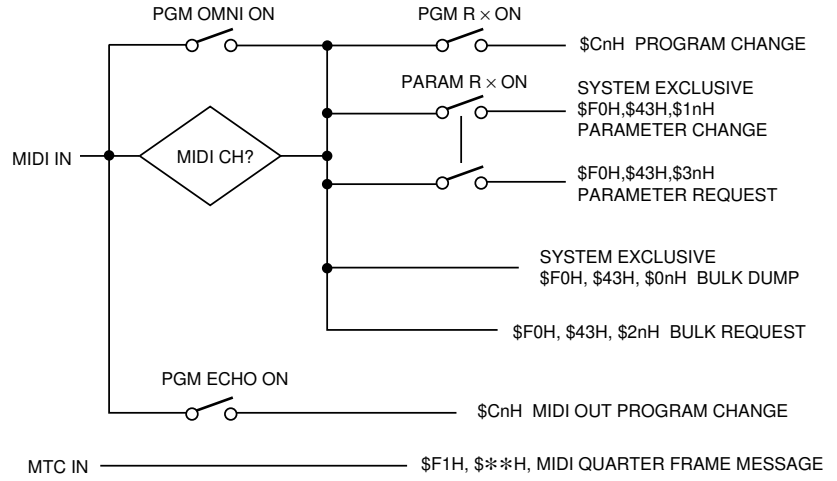 PGM OMNI ON
PGM R × ON
$CnH PROGRAM CHANGE
PARAM R × ON
SYSTEM EXCLUSIVE
$F0H,$43H,$1nH
PARAMETER CHANGE
MIDI IN
MIDI CH?
$F0H,$43H,$3nH
PARAMETER REQUEST
SYSTEM EXCLUSIVE
$F0H, $43H, $0nH BULK DUMP
$F0H, $43H, $2nH BULK REQUEST
PGM ECHO ON
$CnH MIDI OUT PROGRAM CHANGE
MTC IN
$F1H, $**H, MIDI QUARTER FRAME MESSAGE